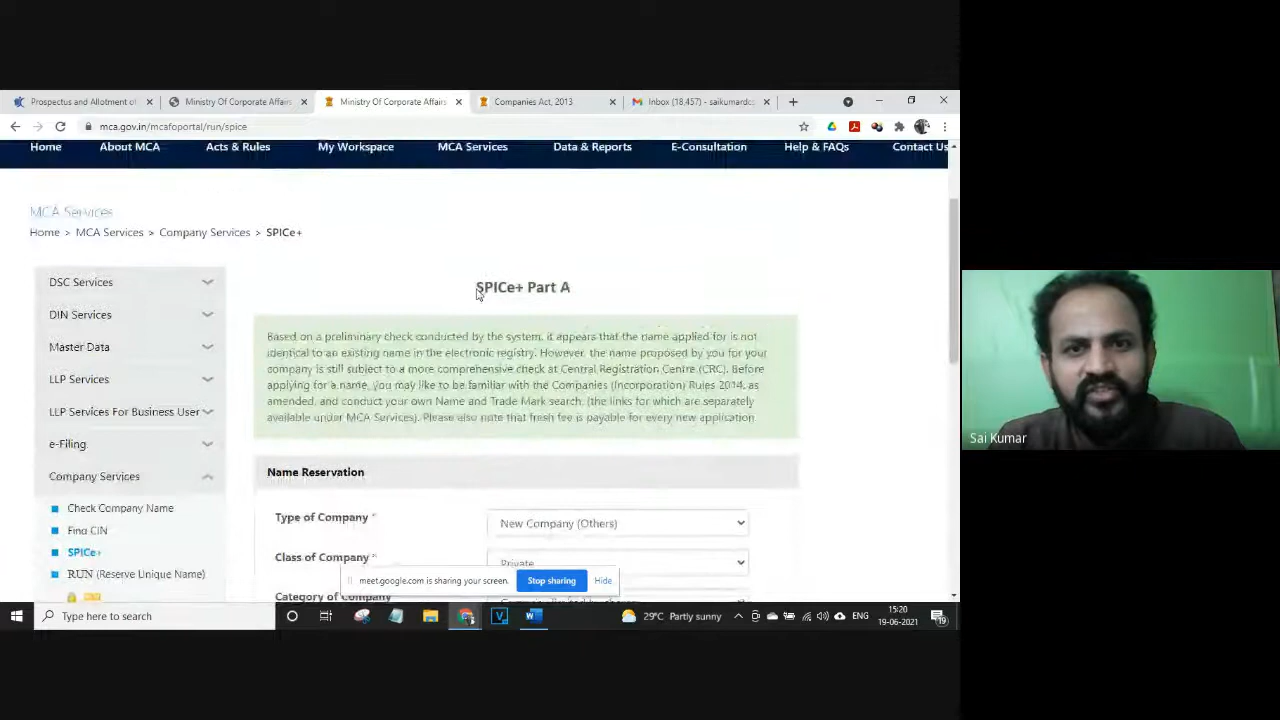 Prospectus and Allotment of
Ministry Of Corporate Affairs
Ministry Of Corporate Affairs
Companies Act, 2013
Inbox (18,457) - saikumardc
mca.gov.in/mcafoportal/run/spice
Home About MCA Acts & Rules My Workspace MCA Services Data & Reports E-Consultation Help & FAQs Contact Us
MCA Services
Home > MCA Services > Company Services > SPICe+
DSC Services
DIN Services
Master Data
LLP Services
LLP Services For Business User
e-Filing
Company Services
Check Company Name
Find CIN
SPICe+
RUN (Reserve Unique Name)
SPICe+ Part A
Based on a preliminary check conducted by the system, it appears that the name applied for is not
identical to an existing name in the electronic registry. However, the name proposed by you for your
company is still subject to a more comprehensive check at Central Registration Centre (CRC). Before
applying for a name, you may like to be familiar with the Companies (Incorporation) Rules 2014, as
amended, and conduct your own Name and Trade Mark search, (the links for which are separately
available under MCA Services). Please also note that fresh fee is payable for every new application
Name Reservation
Type of Company * New Company (Others)
Class of Company * Private
Category of Company
meet.google.com is sharing your screen. Stop sharing Hide
Type here to search
29°C Partly sunny
ENG
15:20
19-06-2021
19
Sai Kumar